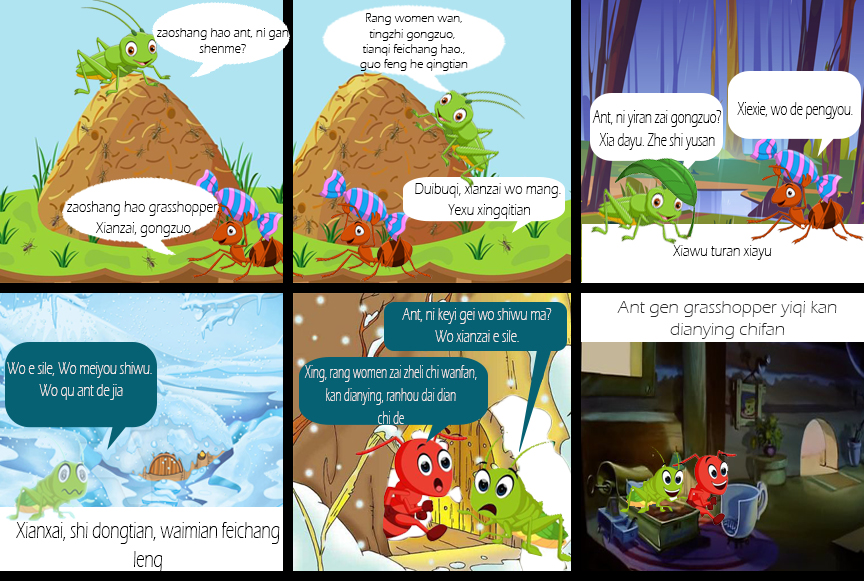 zaoshang hao ant, ni gan
shenme?
zaoshang hao grasshopper
Xianzai, gongzuo
Rang women wan,
tingzhi gongzuo,
tianqi feichang hao.,
guo feng he qingtian
Duibuqi, xianzai wo mang.
Yexu xingqitian
Ant, ni yiran zai gongzuo?
Xia dayu. Zhe shi yusan
Xiexie, wo de pengyou.
Xiawu turan xiayu
Wo e sile, Wo meiyou shiwu.
Wo qu ant de jia
Xianxai, shi dongtian, waimian feichang
leng
Ant, ni keyi gei wo shiwu ma?
Wo xianzai e sile.
Xing, rang women zai zheli chi wanfan,
kan dianying, ranhou dai dian
chi de
Ant gen grasshopper yiqi kan
dianying chifan